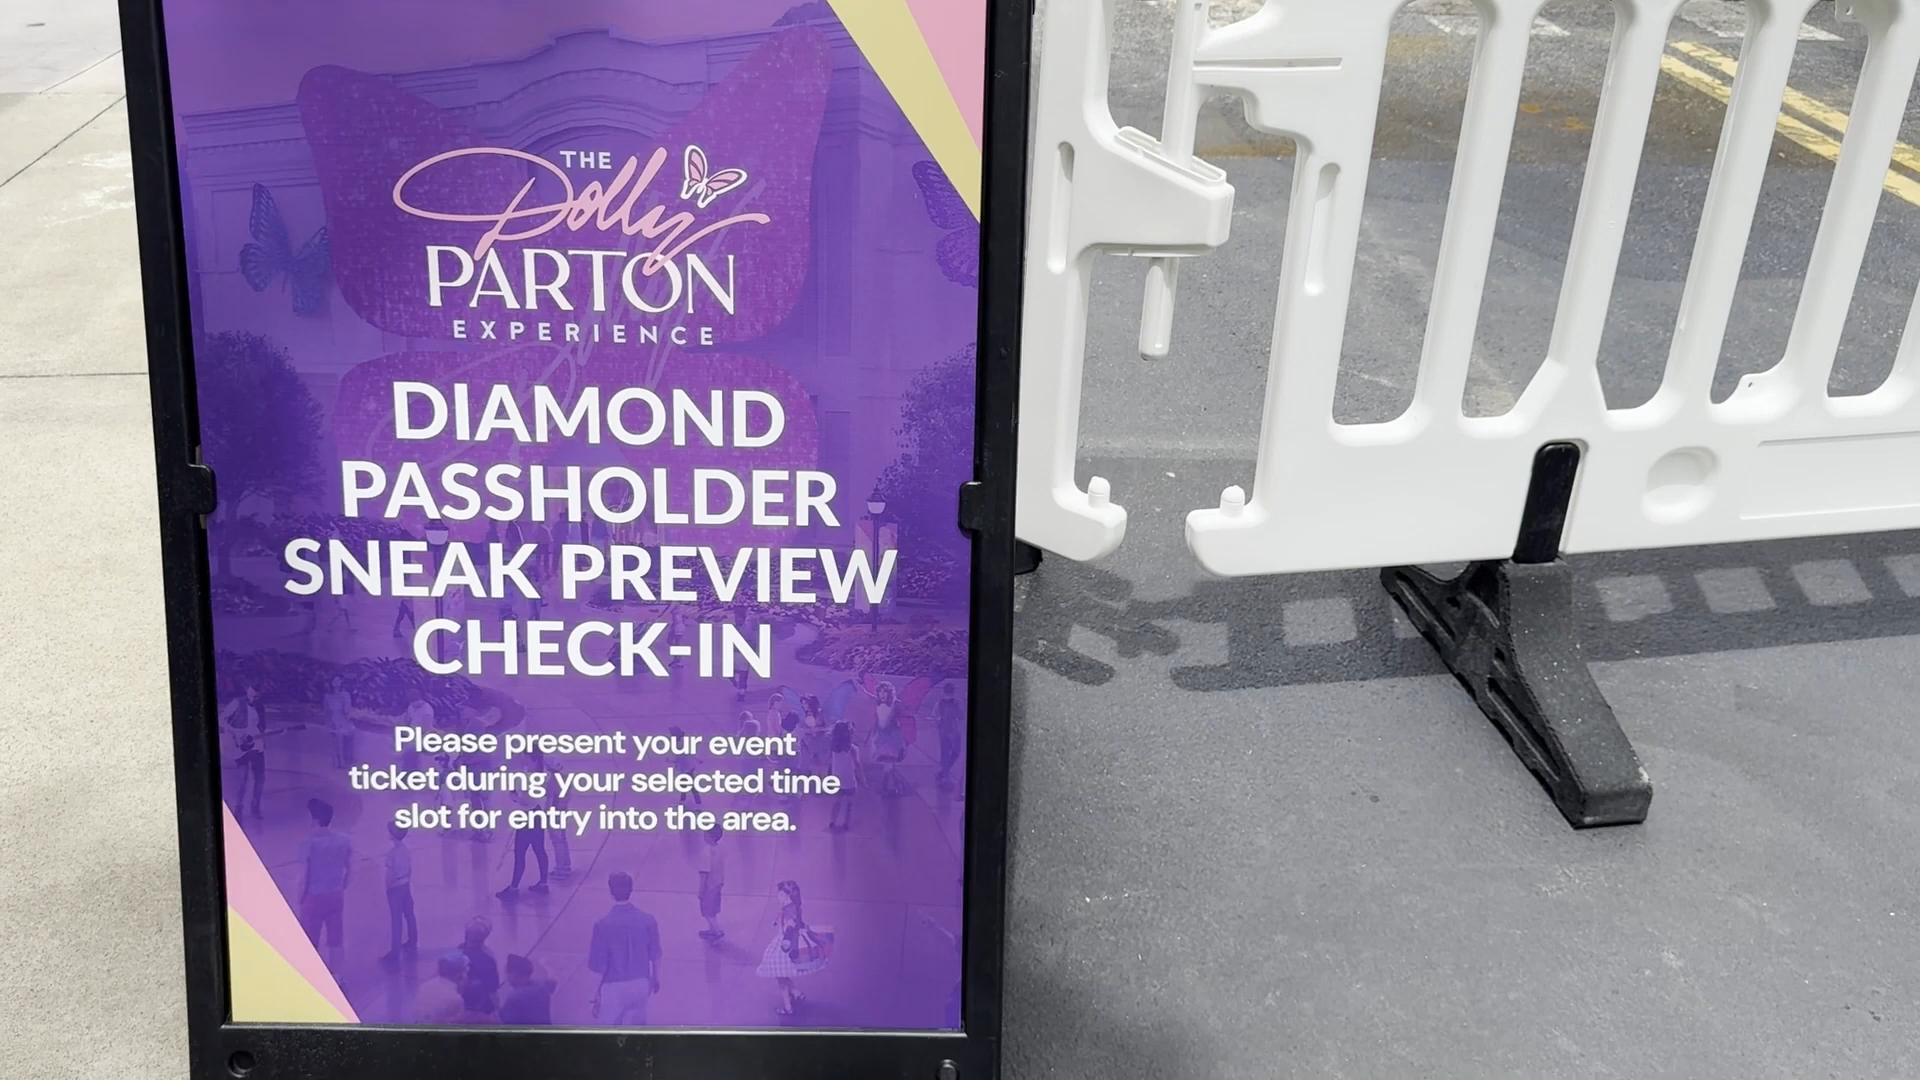 THE
Dolly
PARTON
EXPERIENCE
DIAMOND
PASSHOLDER
SNEAK PREVIEW
CHECK-IN
Please present your event
ticket during your selected time
slot for entry into the area.